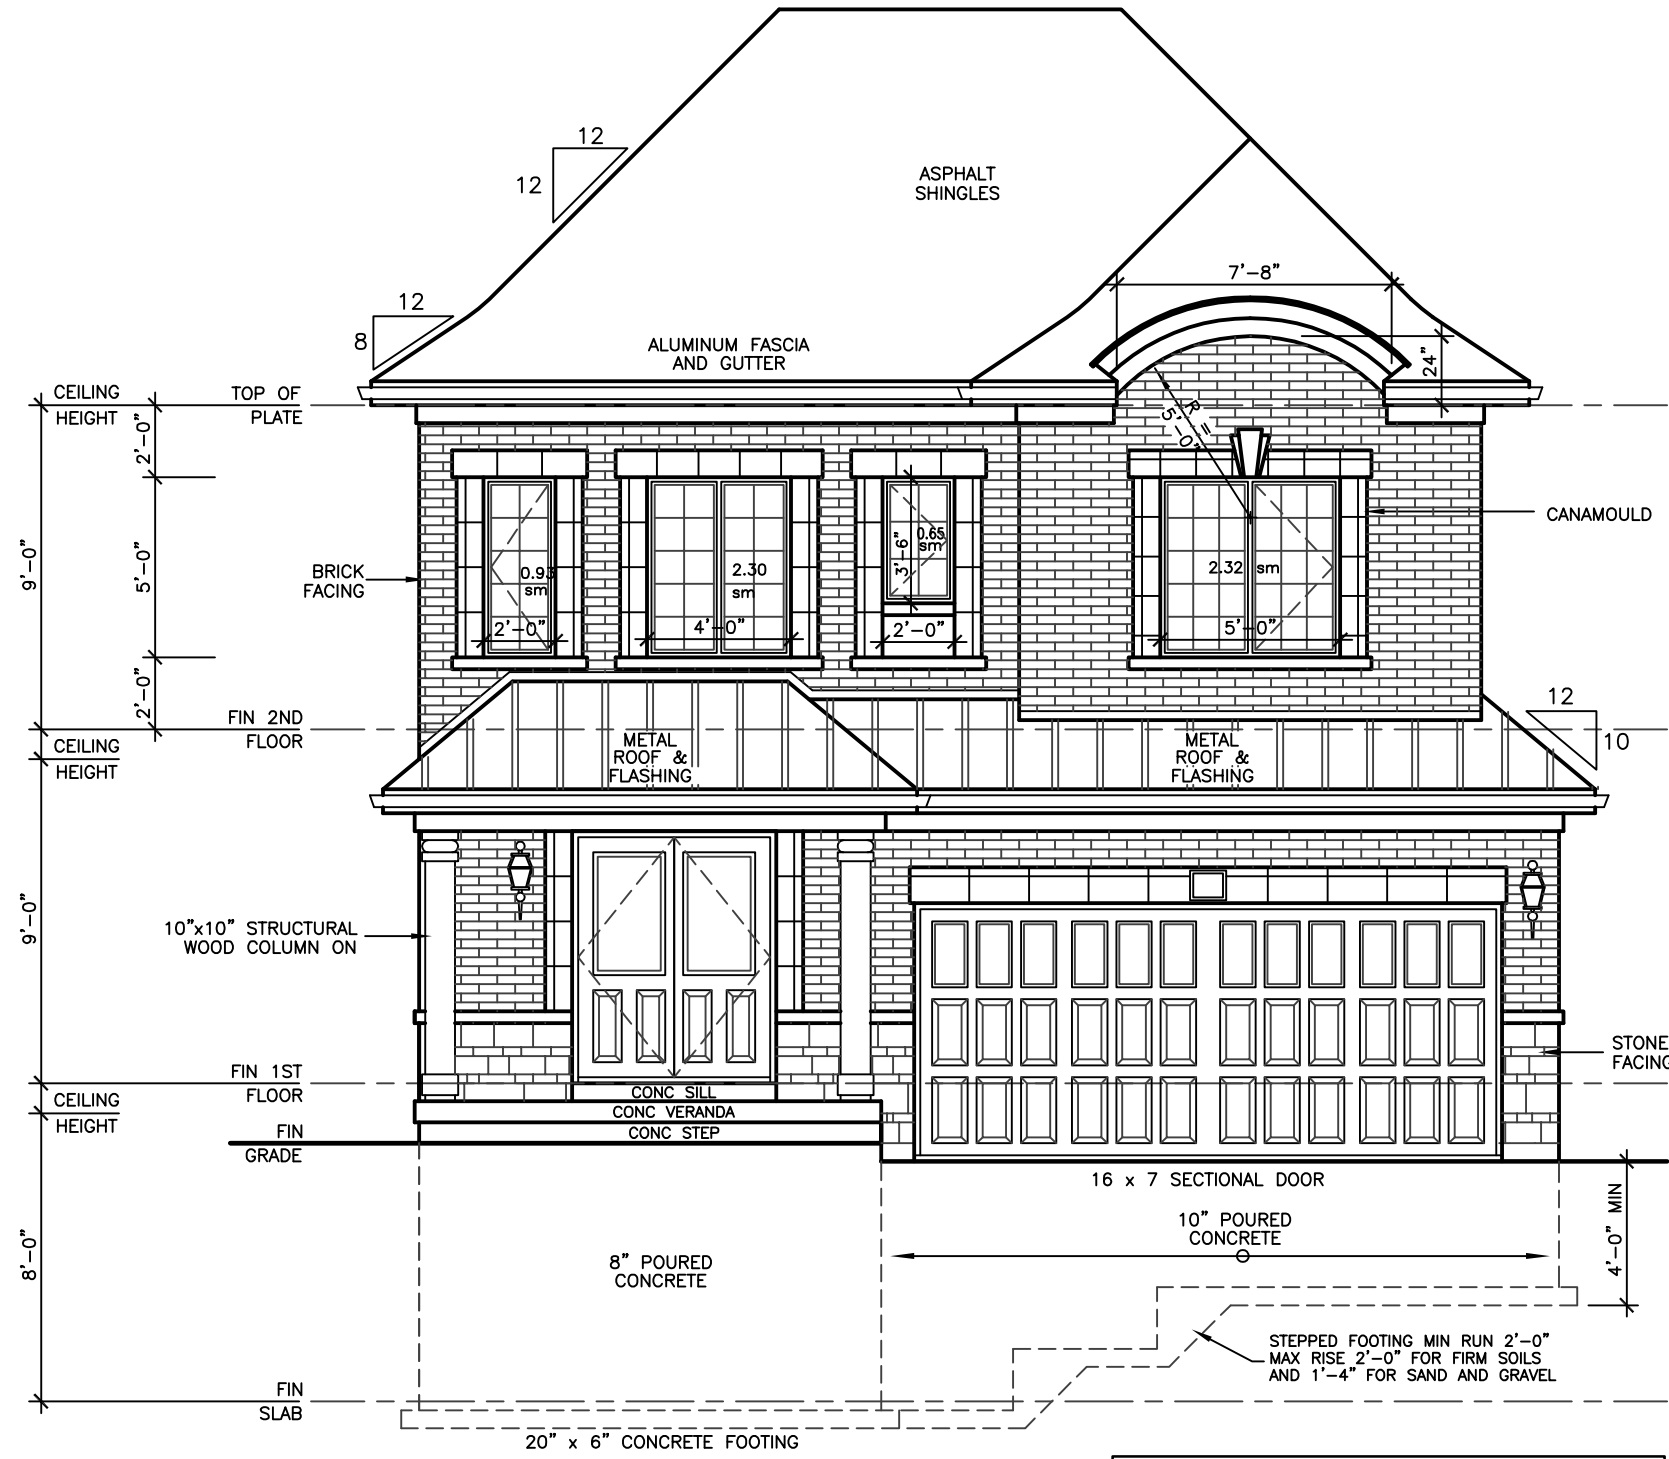 12
12
ASPHALT
SHINGLES
7'-8"
12
8
ALUMINUM FASCIA
AND GUTTER
24"
CEILING
HEIGHT
TOP OF
PLATE
R =
5'-0"
2'-0"
9'-0"
5'-0"
2'-0"
BRICK
FACING
0.93
sm
2'-0"
2.30
sm
4'-0"
3'-6"
0.65
sm
2'-0"
2.32 sm
5'-0"
CANAMOULD
FIN 2ND
FLOOR
CEILING
HEIGHT
METAL
ROOF &
FLASHING
METAL
ROOF &
FLASHING
12
10
9'-0"
10"x10" STRUCTURAL
WOOD COLUMN ON
STONE
FACING
FIN 1ST
FLOOR
CEILING
HEIGHT
CONC SILL
CONC VERANDA
CONC STEP
FIN
GRADE
16 x 7 SECTIONAL DOOR
8'-0"
8" POURED
CONCRETE
10" POURED
CONCRETE
4'-0" MIN
STEPPED FOOTING MIN RUN 2'-0"
MAX RISE 2'-0" FOR FIRM SOILS
AND 1'-4" FOR SAND AND GRAVEL
FIN
SLAB
20" x 6" CONCRETE FOOTING